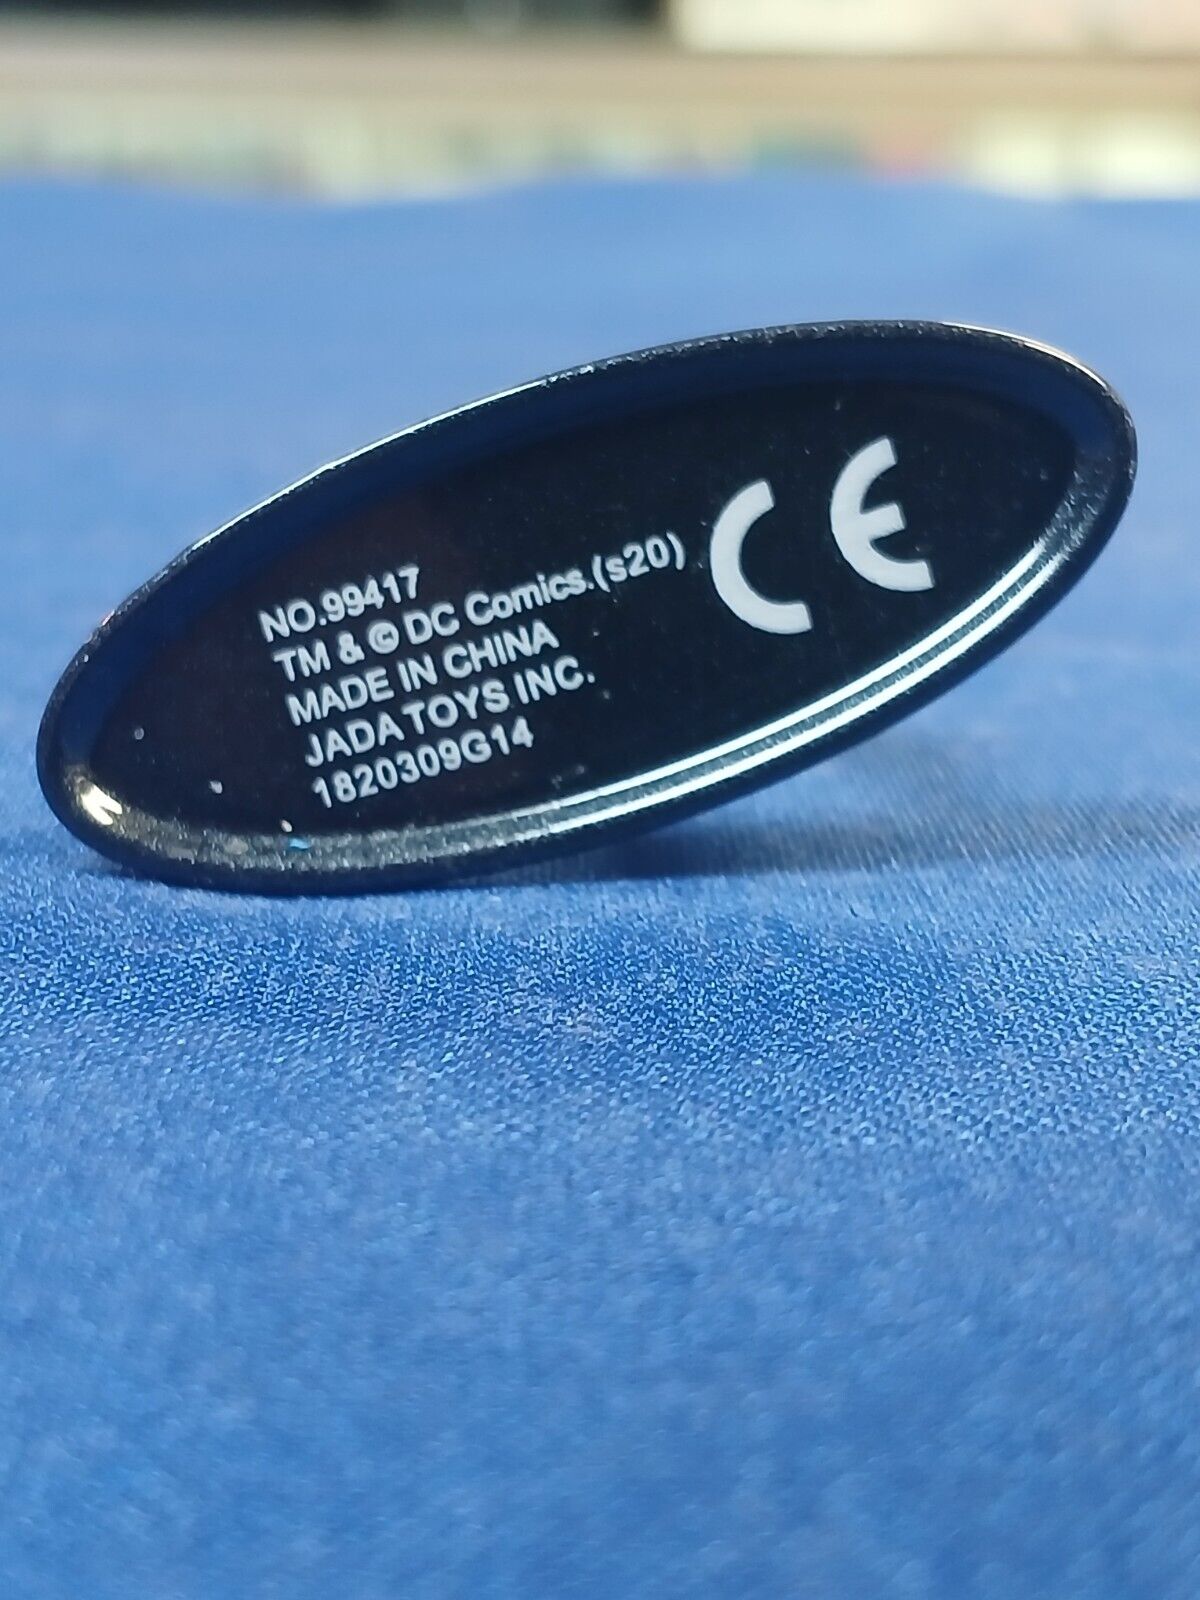 NO.99417
TM & © DC Comics.(s20)
MADE IN CHINA
JADA TOYS INC.
1820309G14
CE